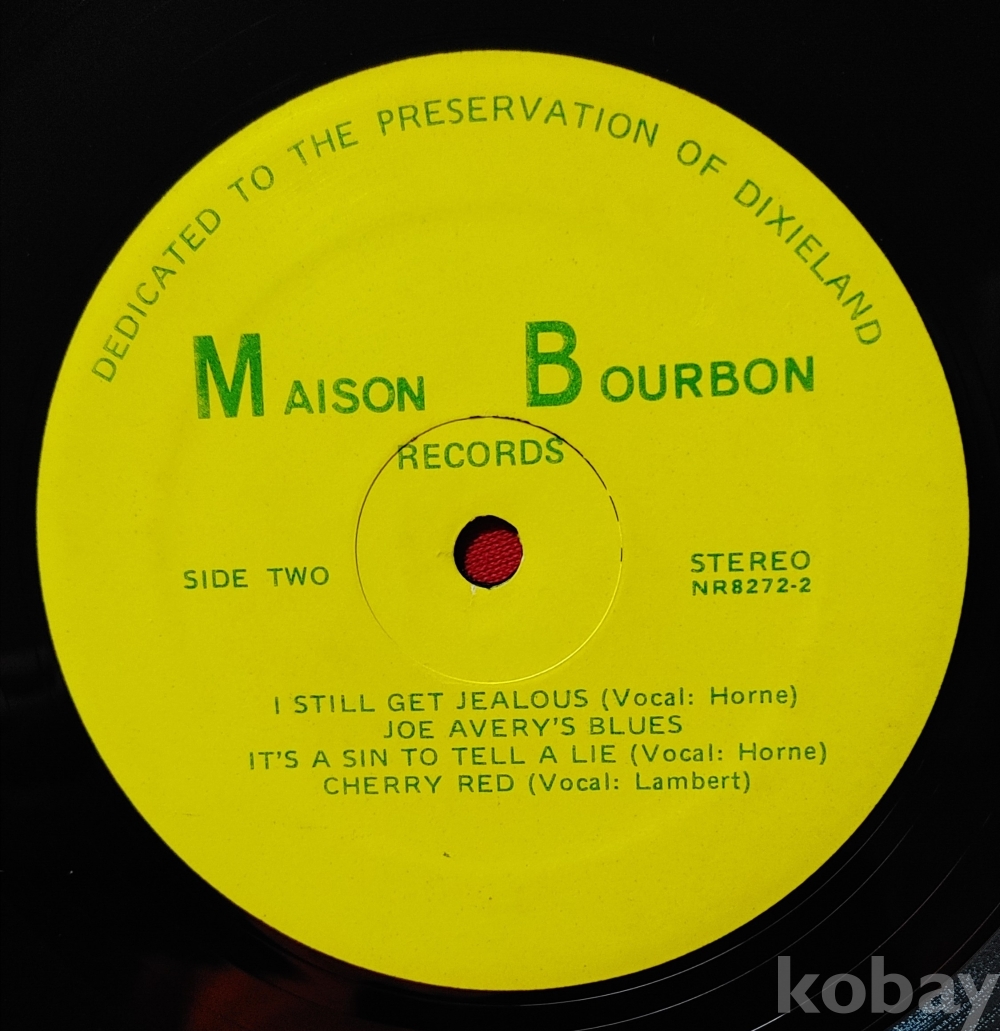 DEDICATED TO THE PRESERVATION OF DIXIELAND
MAISON BOURBON
RECORDS
SIDE TWO
STEREO
NR8272-2
I STILL GET JEALOUS (Vocal: Horne)
JOE AVERY'S BLUES
IT'S A SIN TO TELL A LIE (Vocal: Horne)
CHERRY RED (Vocal: Lambert)
kobay